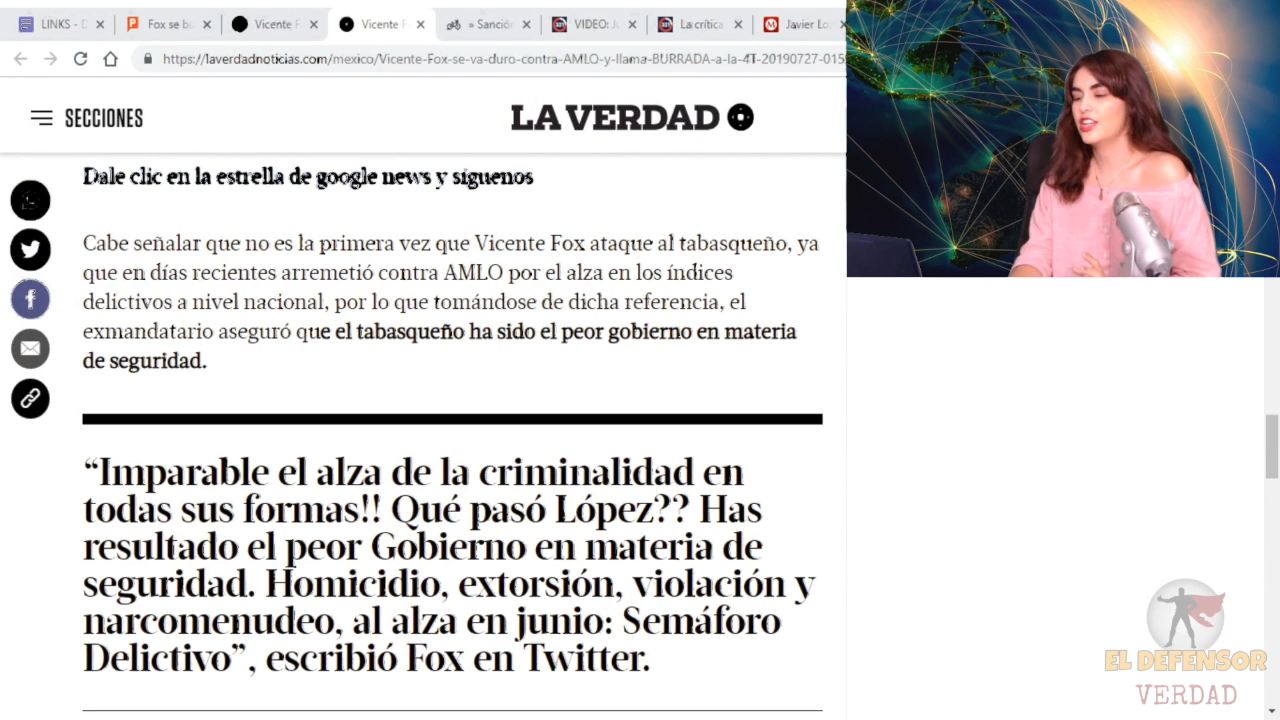 LINKS - D
Fox se bu
Vicente F
Vicente F
» Sanción
VIDEO: J
La crítica
Javier Lo
https://laverdadnoticias.com/mexico/Vicente-Fox-se-va-duro-contra-AMLO-y-llama-BURRADA-a-la-4T-20190727-015
SECCIONES
LA VERDAD
Dale clic en la estrella de google news y síguenos
Cabe señalar que no es la primera vez que Vicente Fox ataque al tabasqueño, ya
que en días recientes arremetió contra AMLO por el alza en los índices
delictivos a nivel nacional, por lo que tomándose de dicha referencia, el
exmandatario aseguró que el tabasqueño ha sido el peor gobierno en materia
de seguridad.
“Imparable el alza de la criminalidad en
todas sus formas!! Qué pasó López?? Has
resultado el peor Gobierno en materia de
seguridad. Homicidio, extorsión, violación y
narcomenudeo, al alza en junio: Semáforo
Delictivo”, escribió Fox en Twitter.
EL DEFENSOR
VERDAD